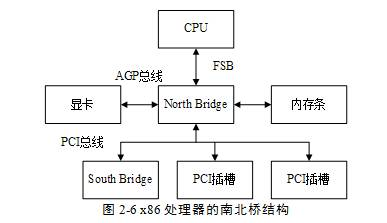 CPU
FSB
AGP总线
显卡
North Bridge
内存条
PCI总线
South Bridge
PCI插槽
PCI插槽
图 2-6 x86 处理器的南北桥结构